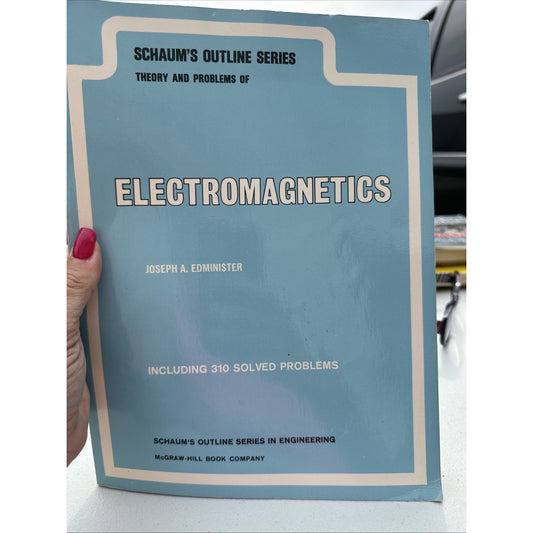 SCHAUM'S OUTLINE SERIES
THEORY AND PROBLEMS OF
ELECTROMAGNETICS
JOSEPH A. EDMINISTER
INCLUDING 310 SOLVED PROBLEMS
SCHAUM'S OUTLINE SERIES IN ENGINEERING
McGRAW-HILL BOOK COMPANY